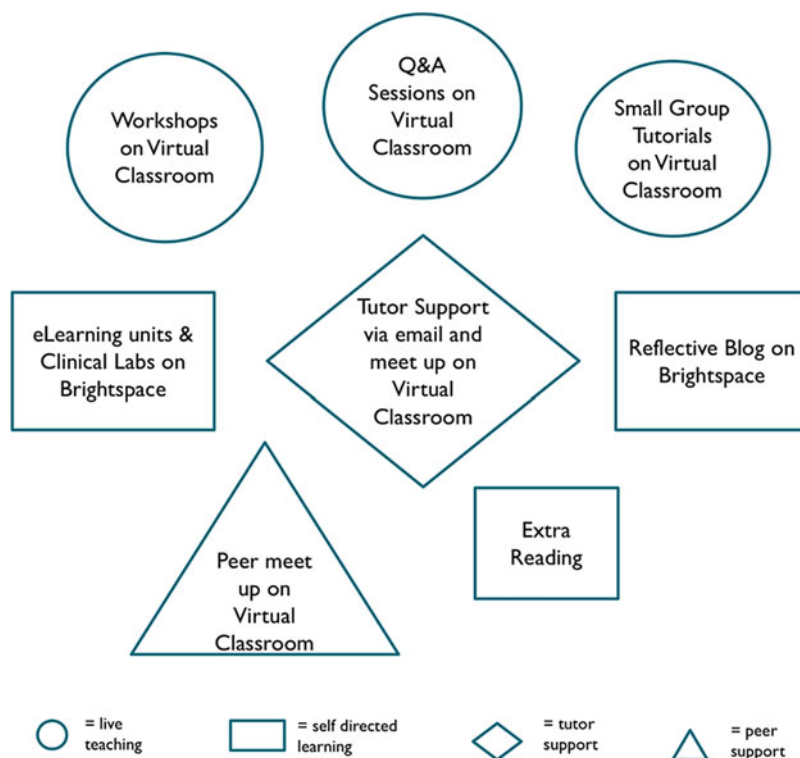 Workshops
on Virtual
Classroom
Q&A
Sessions on
Virtual
Classroom
Small Group
Tutorials
on Virtual
Classroom
eLearning units &
Clinical Labs on
Brightspace
Tutor Support
via email and
meet up on
Virtual
Classroom
Reflective Blog on
Brightspace
Peer meet
up on
Virtual
Classroom
Extra
Reading
= live
teaching
= self directed
learning
= tutor
support
= peer
support